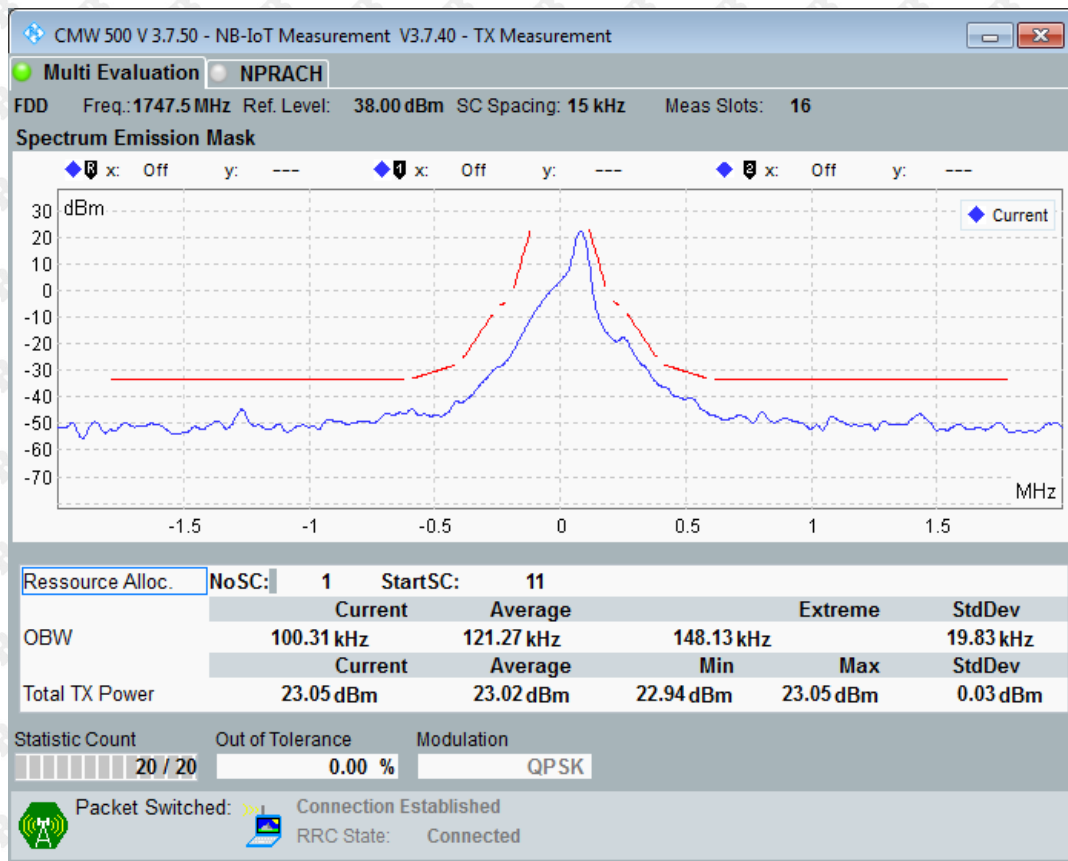 CMW 500 V 3.7.50 - NB-IoT Measurement V3.7.40 - TX Measurement
Multi Evaluation NPRACH
FDD Freq.: 1747.5 MHz Ref. Level: 38.00 dBm SC Spacing: 15 kHz Meas Slots: 16
Spectrum Emission Mask
R x: Off y: --- 1 x: Off y: --- 2 x: Off y: ---
dBm
Current
30
20
10
0
-10
-20
-30
-40
-50
-60
-70
MHz
-1.5 -1 -0.5 0 0.5 1 1.5
Ressource Alloc. NoSC: 1 StartSC: 11
Current Average Extreme StdDev
OBW 100.31 kHz 121.27 kHz 148.13 kHz 19.83 kHz
Current Average Min Max StdDev
Total TX Power 23.05 dBm 23.02 dBm 22.94 dBm 23.05 dBm 0.03 dBm
Statistic Count Out of Tolerance Modulation
20 / 20 0.00 % QPSK
Packet Switched: Connection Established
RRC State: Connected